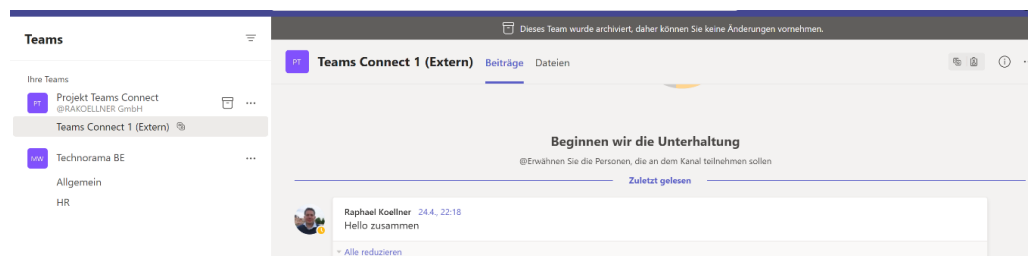 Teams
Dieses Team wurde archiviert, daher können Sie keine Änderungen vornehmen.
PT
Teams Connect 1 (Extern)
Beiträge
Dateien
Ihre Teams
PT
Projekt Teams Connect
@RAKOELLNER GmbH
Teams Connect 1 (Extern)
MW
Technorama BE
Allgemein
HR
Beginnen wir die Unterhaltung
@Erwähnen Sie die Personen, die an dem Kanal teilnehmen sollen
Zuletzt gelesen
Raphael Koellner 24.4., 22:18
Hello zusammen
Alle reduzieren